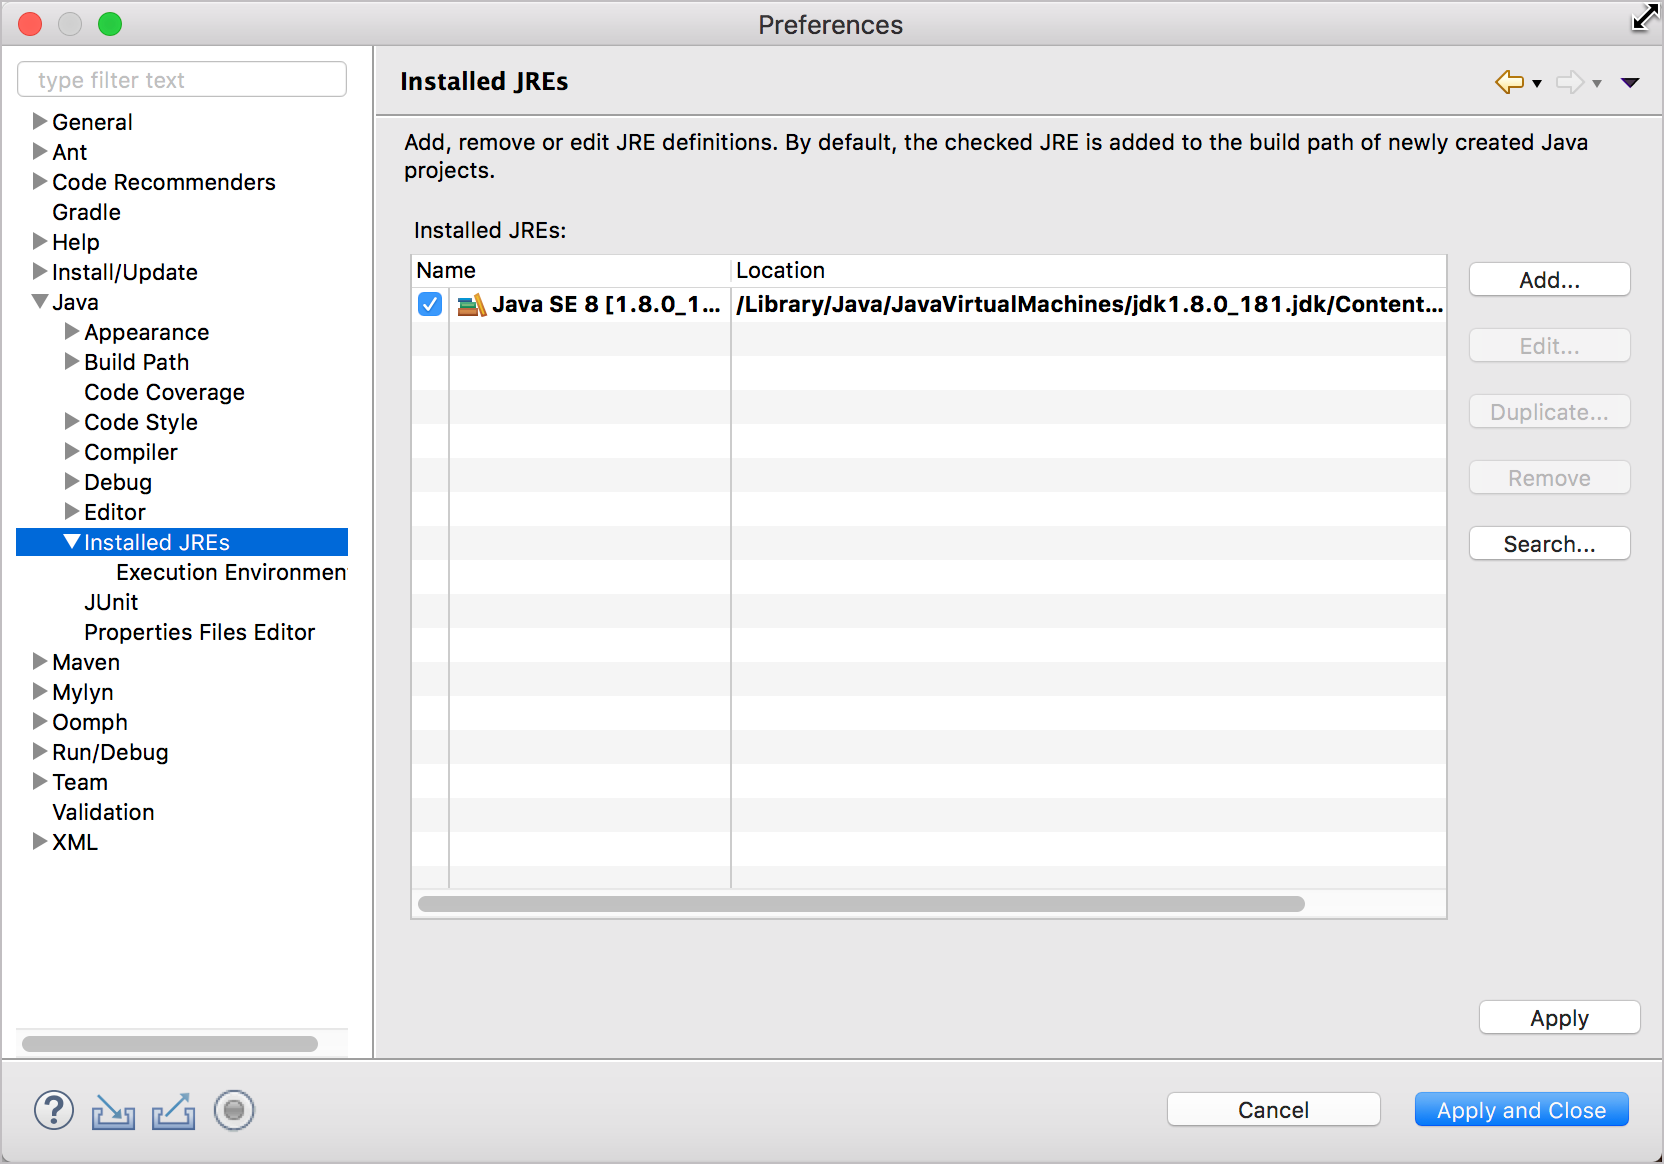 Preferences
type filter text
General
Ant
Code Recommenders
Gradle
Help
Install/Update
Java
Appearance
Build Path
Code Coverage
Code Style
Compiler
Debug
Editor
Installed JREs
Execution Environmen
JUnit
Properties Files Editor
Maven
Mylyn
Oomph
Run/Debug
Team
Validation
XML
Installed JREs
Add, remove or edit JRE definitions. By default, the checked JRE is added to the build path of newly created Java
projects.
Installed JREs:
Name Location
Java SE 8 [1.8.0_1... /Library/Java/JavaVirtualMachines/jdk1.8.0_181.jdk/Content...
Add...
Edit...
Duplicate...
Remove
Search...
Apply
?
Cancel
Apply and Close